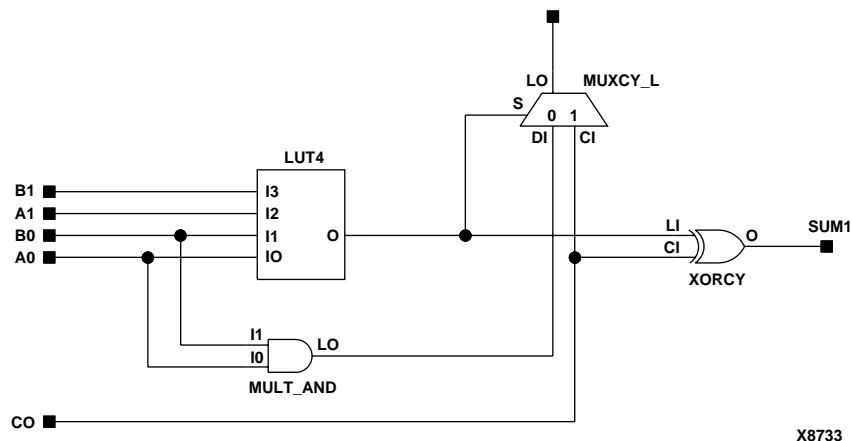 LO
MUXCY_L
S
0 1
DI
CI
LUT4
B1
I3
A1
I2
B0
I1
O
A0
IO
LI
CI
O
SUM1
XORCY
I1
I0
LO
MULT_AND
CO
X8733